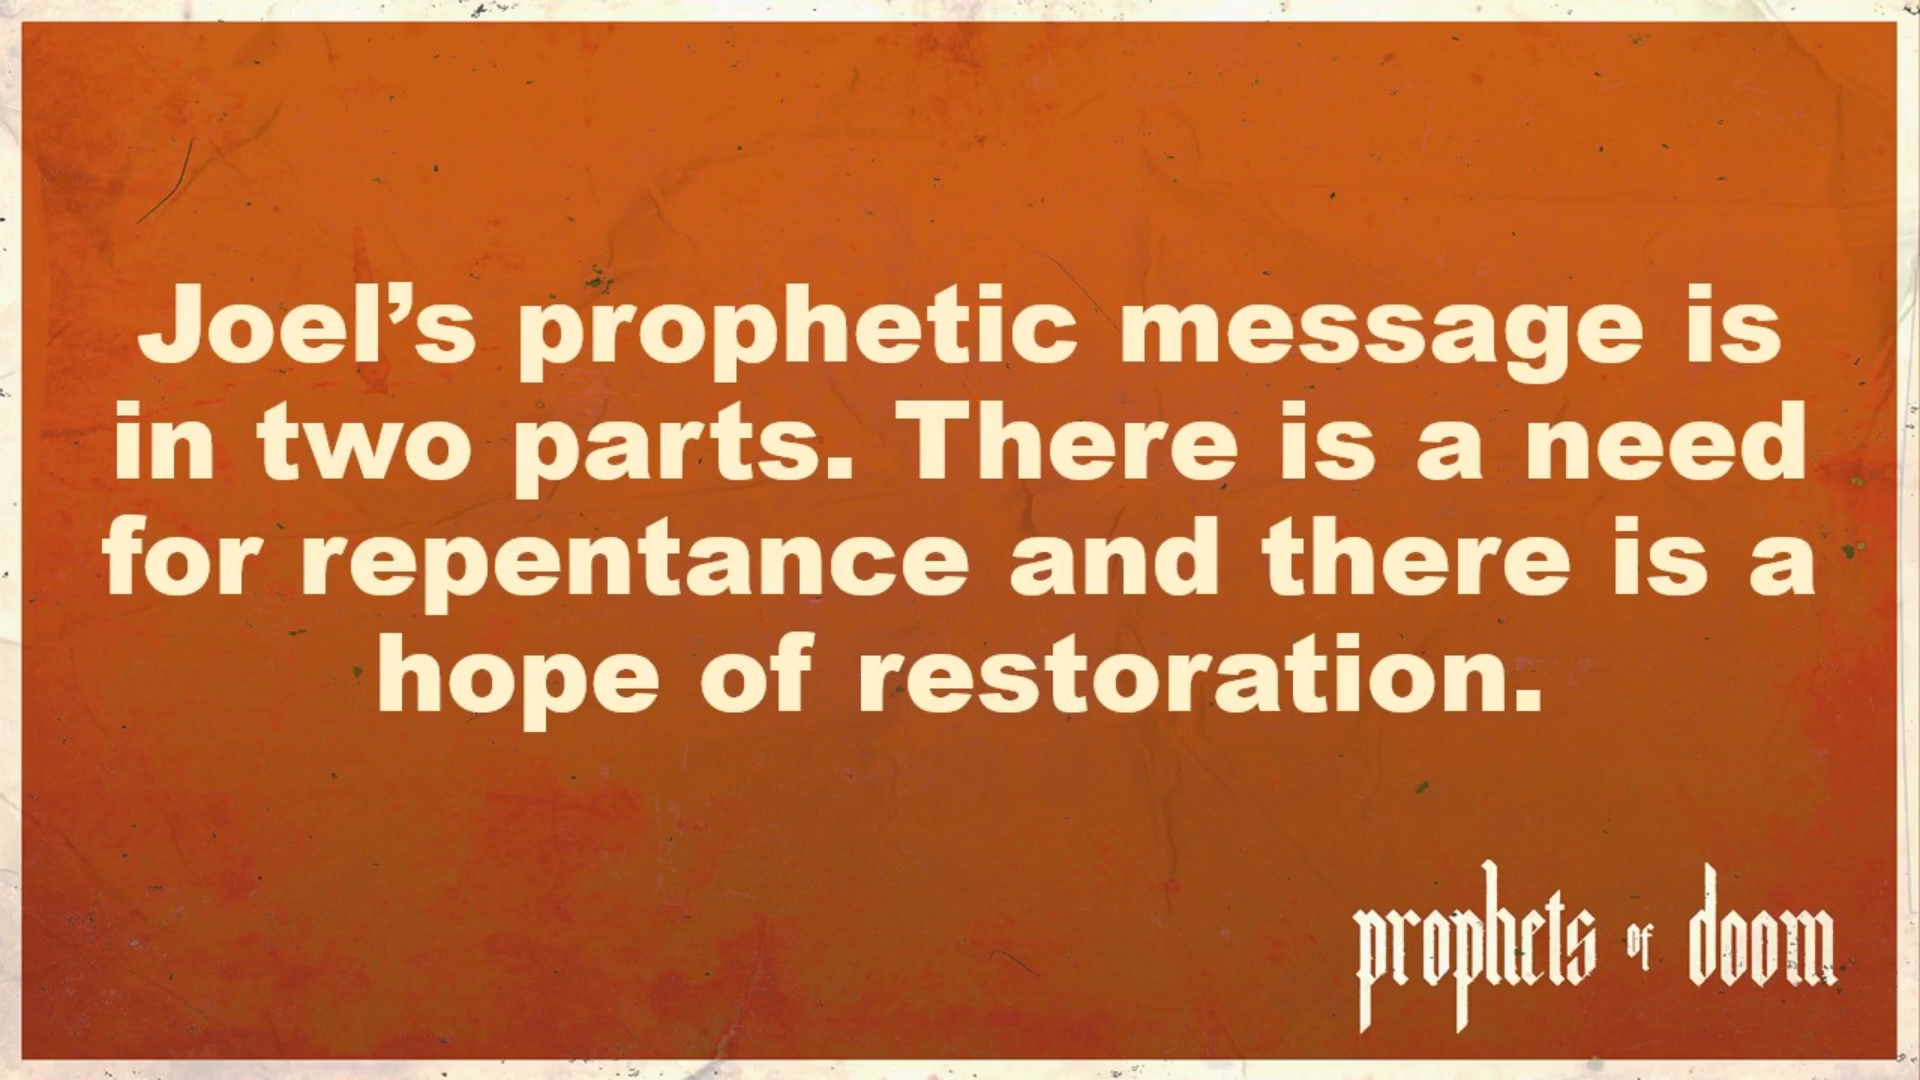 Joel’s prophetic message is
in two parts. There is a need
for repentance and there is a
hope of restoration.
prophets of doom